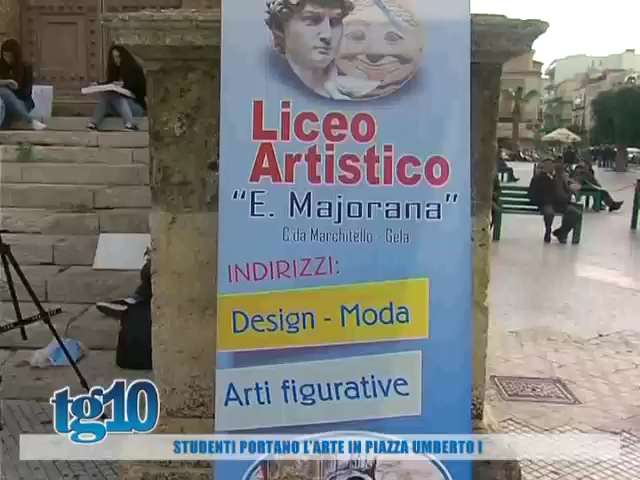 Liceo
Artistico
"E. Majorana"
C.da Marchitello - Gela
INDIRIZZI:
Design - Moda
Arti figurative
tg10
STUDENTI PORTANO L'ARTE IN PIAZZA UMBERTO I